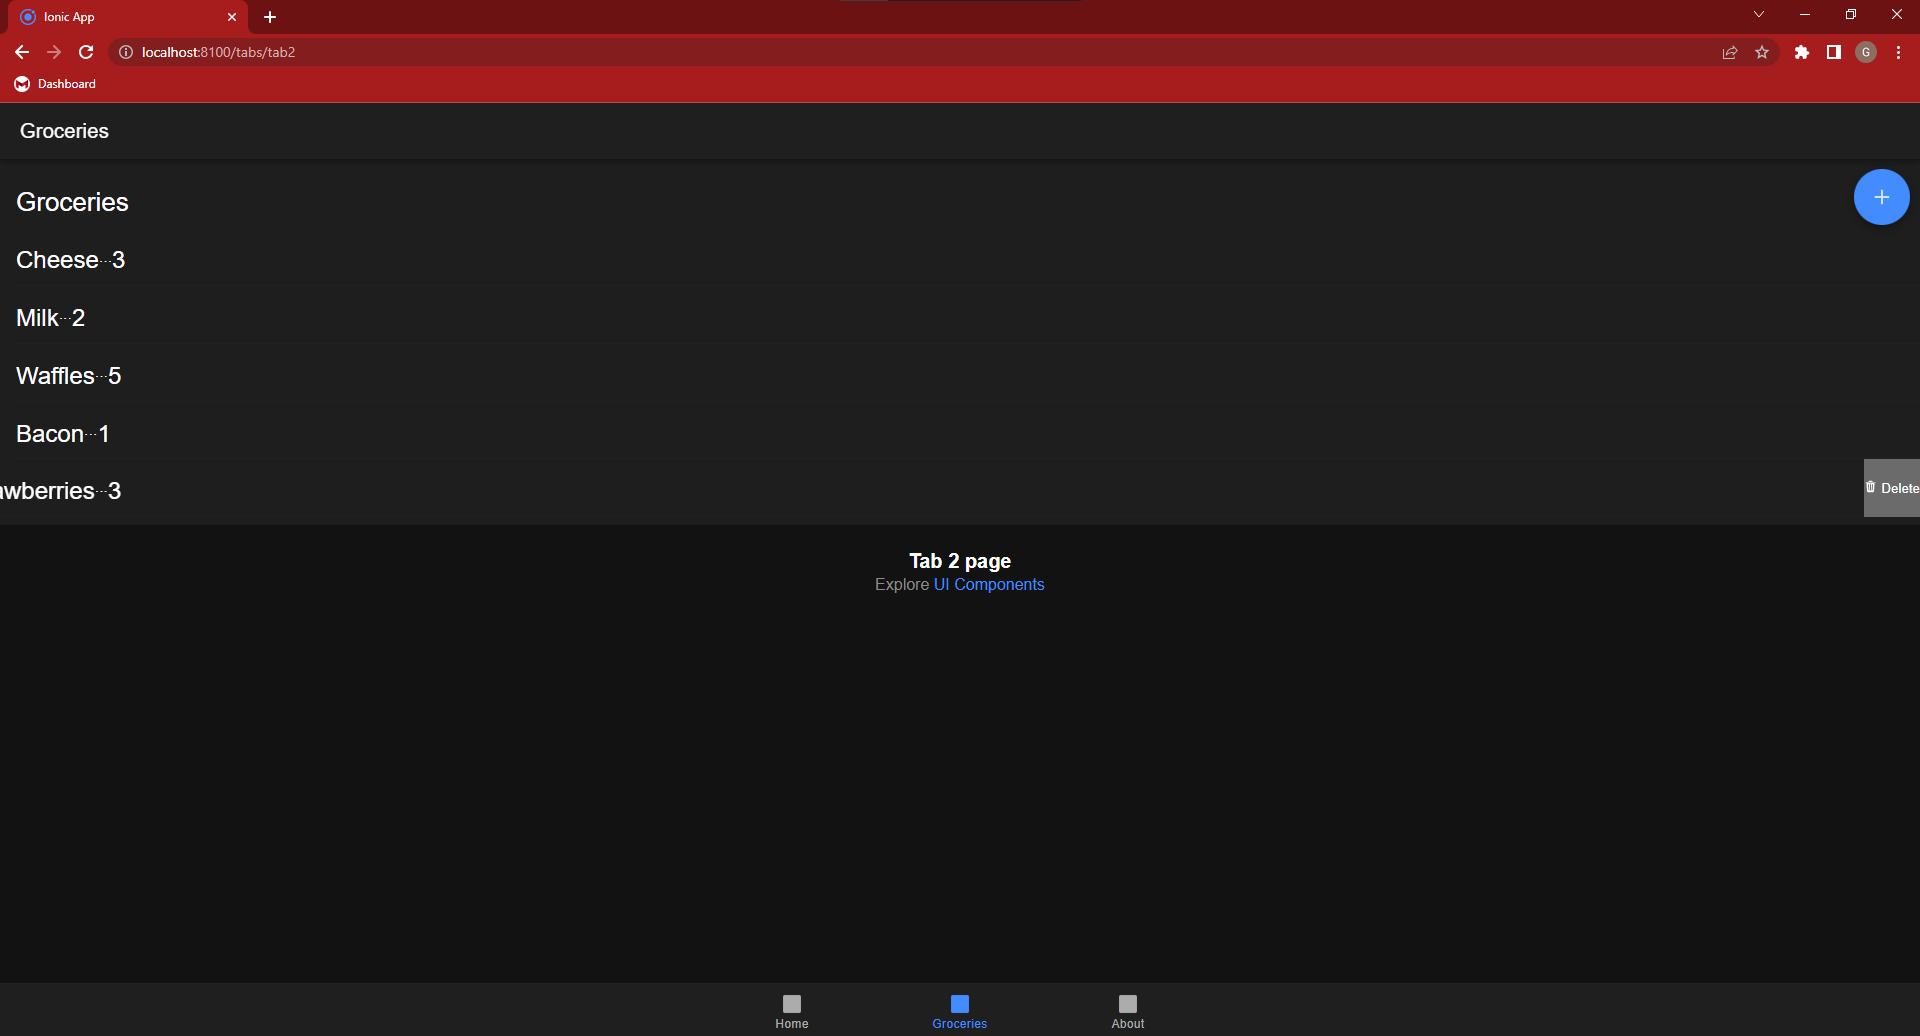 Ionic App
localhost:8100/tabs/tab2
G
Dashboard
Groceries
Groceries
Cheese...3
Milk...2
Waffles...5
Bacon...1
awberries...3
Delete
Tab 2 page
Explore UI Components
Home
Groceries
About